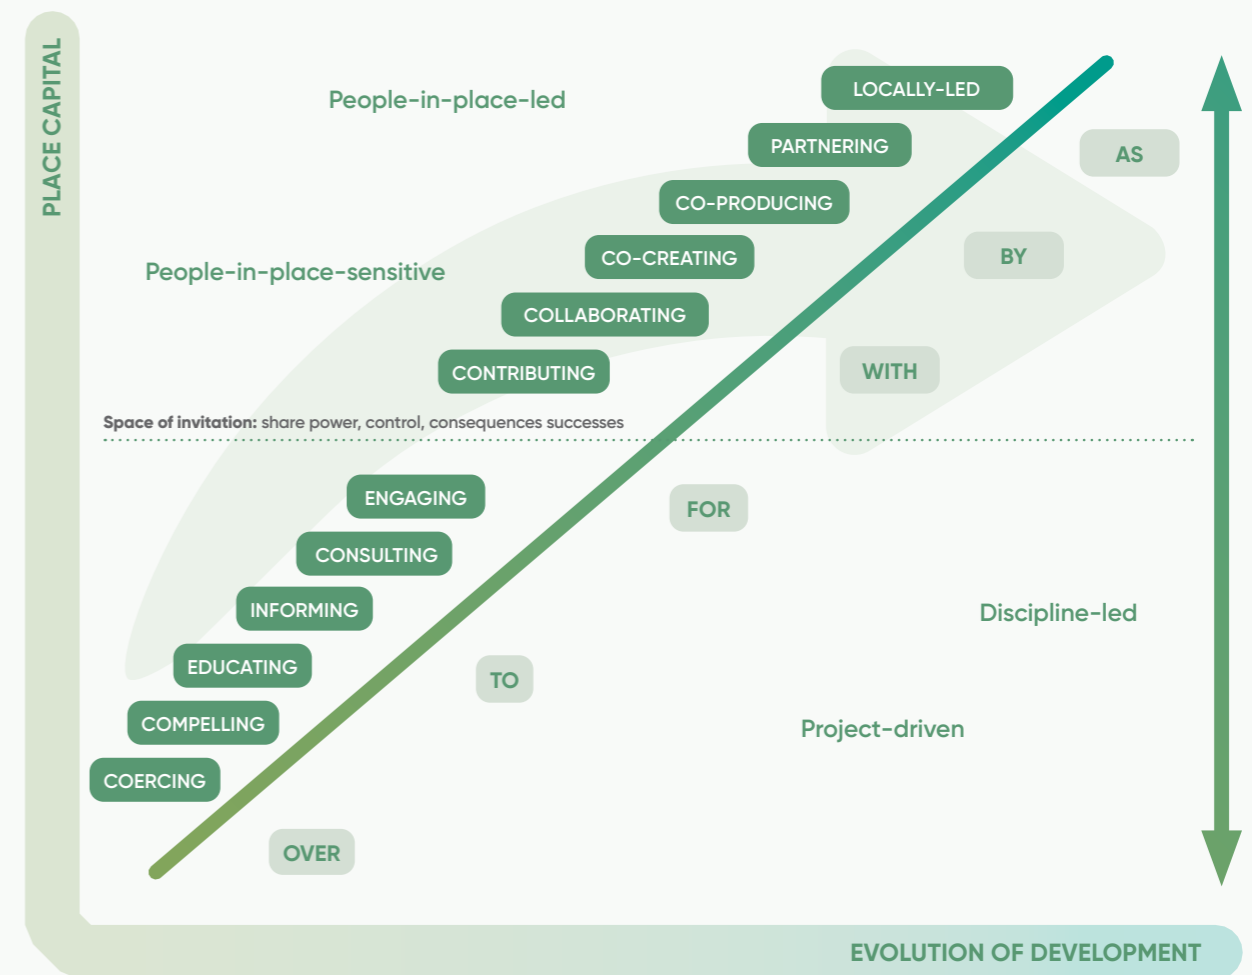 PLACE CAPITAL
People-in-place-led
LOCALLY-LED
PARTNERING
AS
CO-PRODUCING
CO-CREATING
BY
People-in-place-sensitive
COLLABORATING
CONTRIBUTING
WITH
Space of invitation: share power, control, consequences successes
ENGAGING
FOR
CONSULTING
INFORMING
Discipline-led
EDUCATING
TO
COMPELLING
Project-driven
COERCING
OVER
EVOLUTION OF DEVELOPMENT